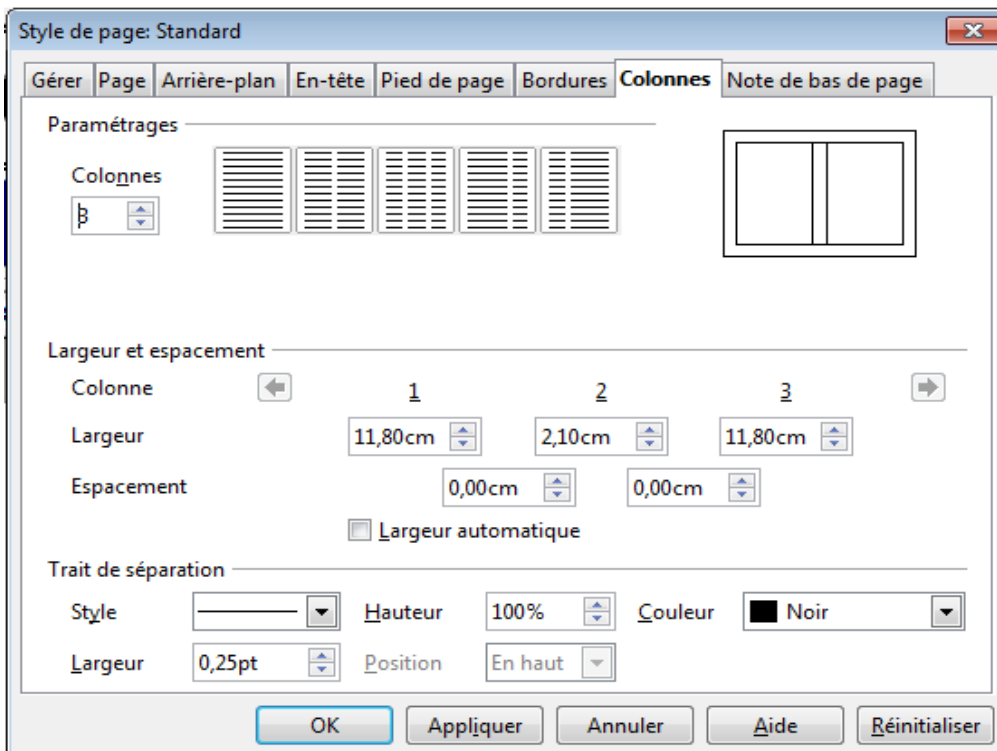 Style de page: Standard
Gérer Page Arrière-plan En-tête Pied de page Bordures Colonnes Note de bas de page
Paramétrages
Colonnes
3
Largeur et espacement
Colonne 1 2 3
Largeur 11,80cm 2,10cm 11,80cm
Espacement 0,00cm 0,00cm
Largeur automatique
Trait de séparation
Style Hauteur 100% Couleur Noir
Largeur 0,25pt Position En haut
OK Appliquer Annuler Aide Réinitialiser